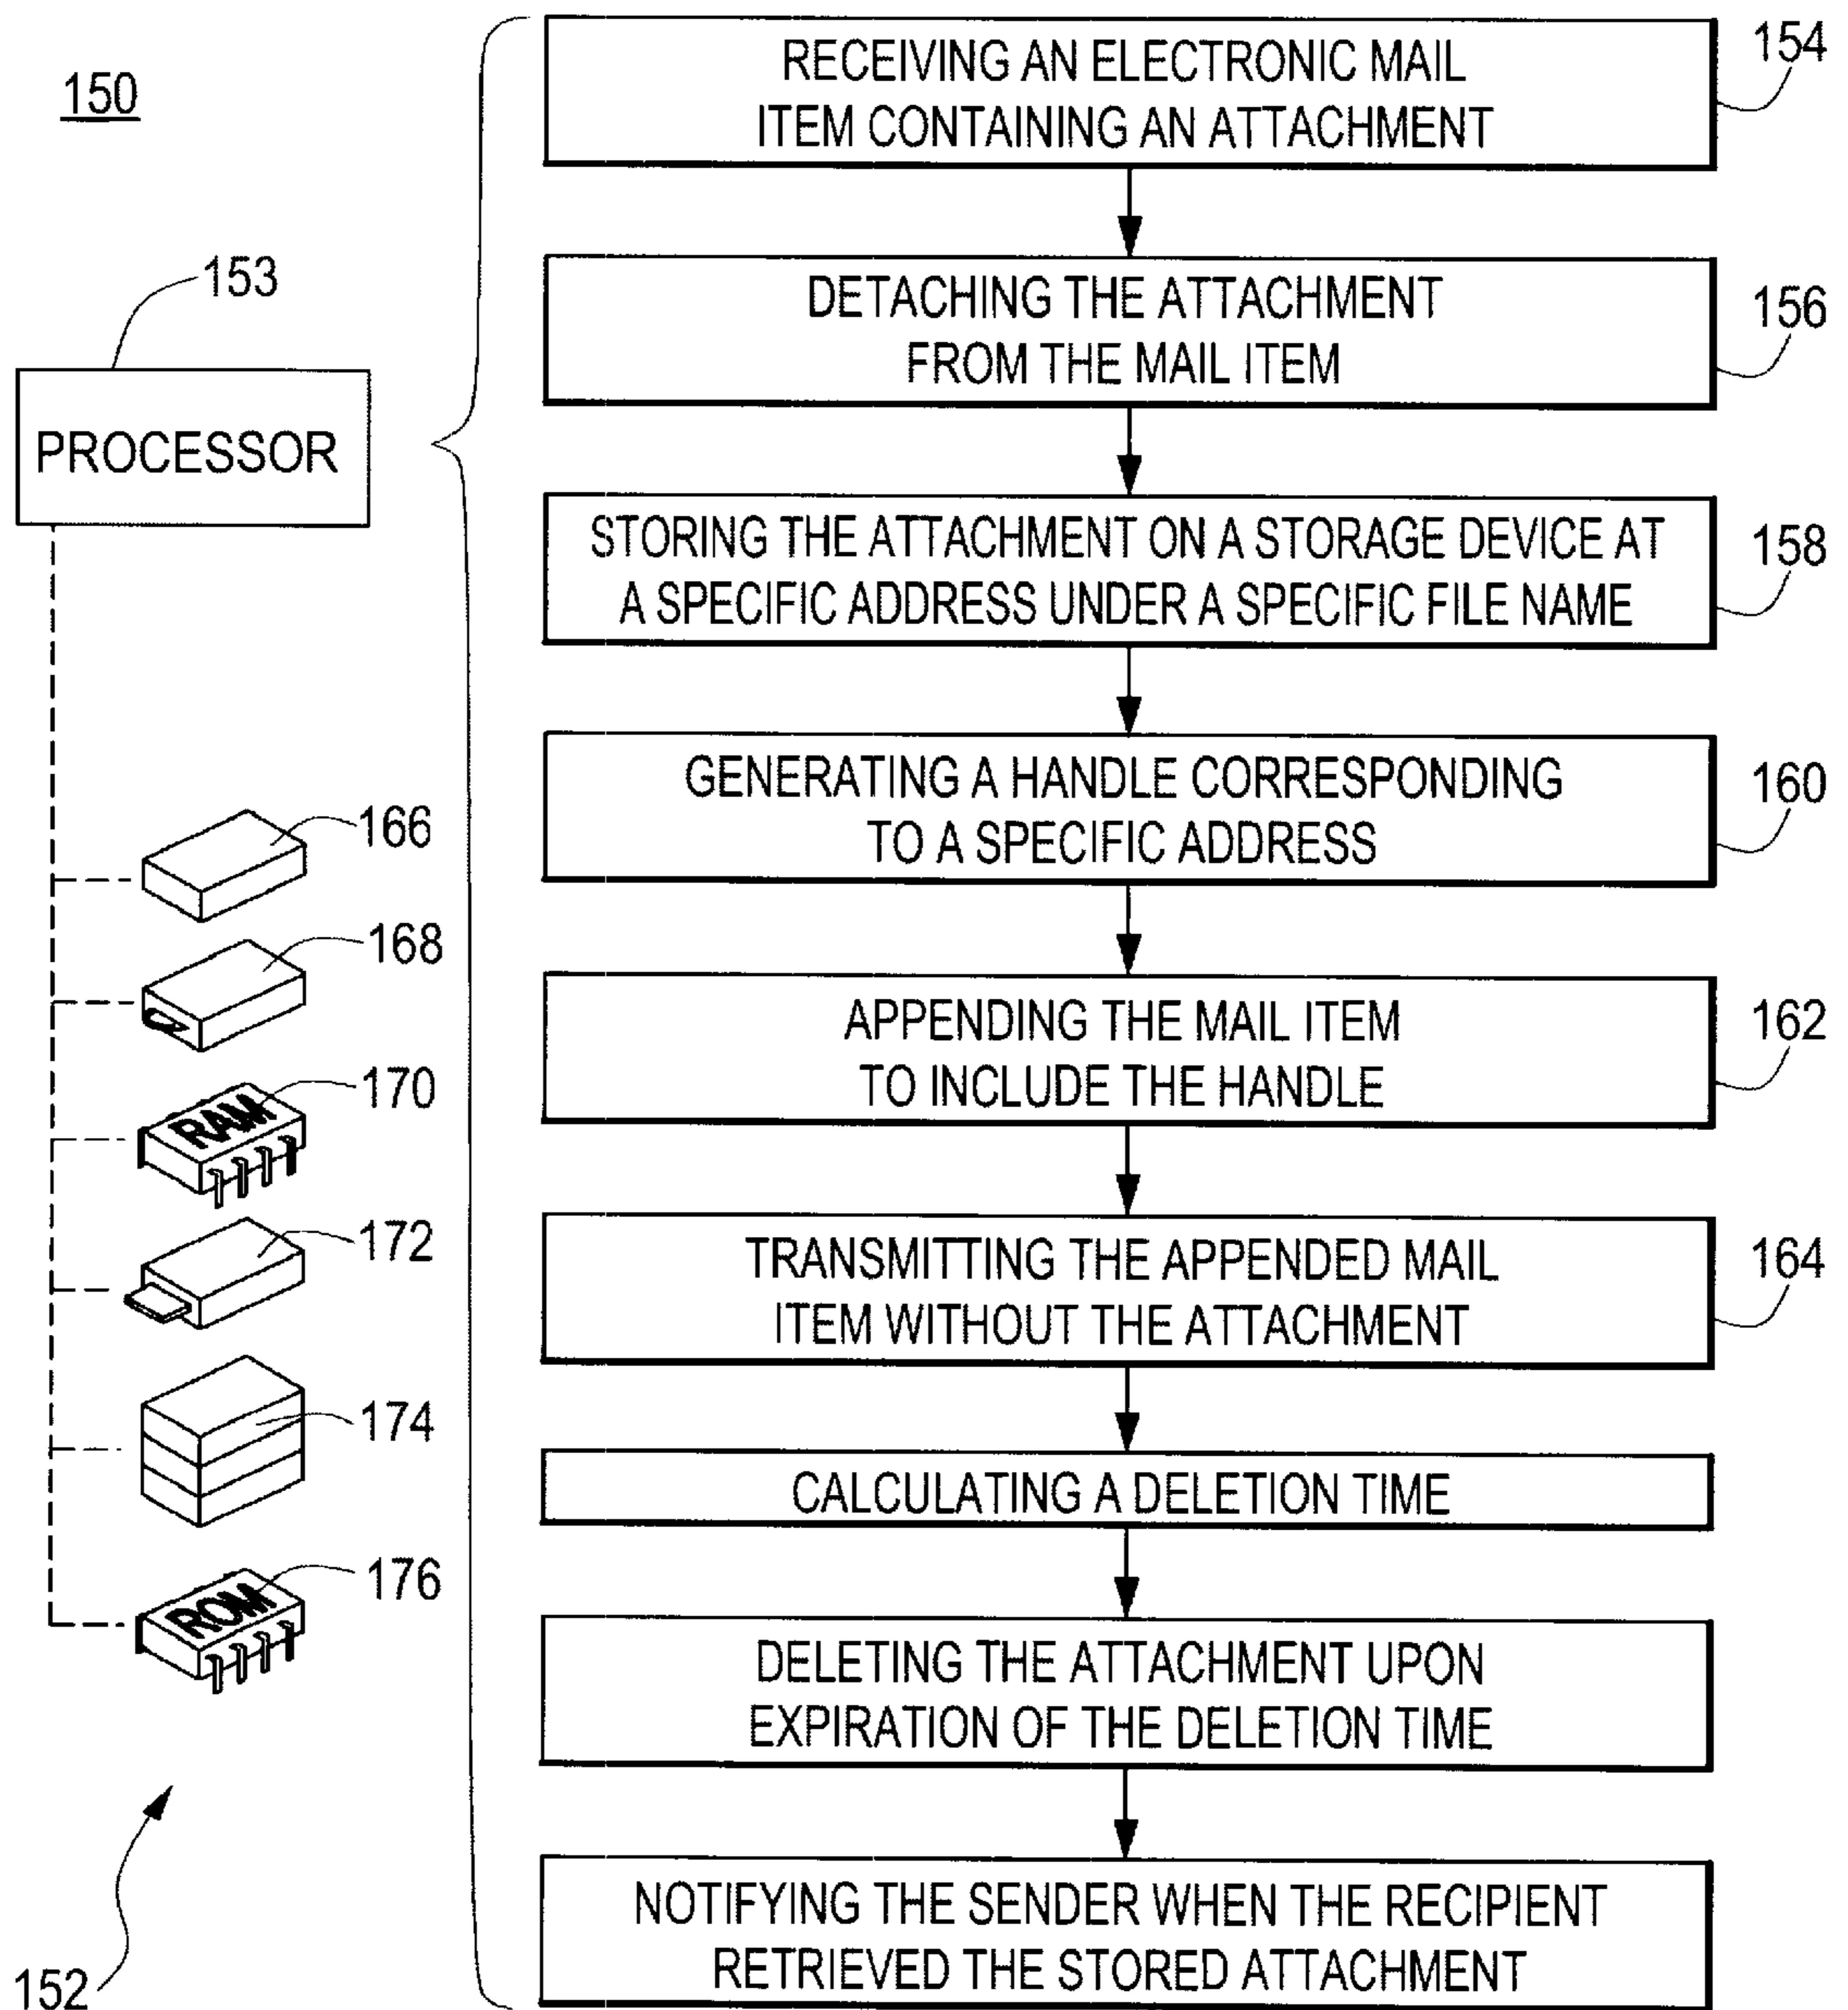 150
153
PROCESSOR
166
168
RAM
170
172
174
ROM
176
152
RECEIVING AN ELECTRONIC MAIL
ITEM CONTAINING AN ATTACHMENT
154
DETACHING THE ATTACHMENT
FROM THE MAIL ITEM
156
STORING THE ATTACHMENT ON A STORAGE DEVICE AT
A SPECIFIC ADDRESS UNDER A SPECIFIC FILE NAME
158
GENERATING A HANDLE CORRESPONDING
TO A SPECIFIC ADDRESS
160
APPENDING THE MAIL ITEM
TO INCLUDE THE HANDLE
162
TRANSMITTING THE APPENDED MAIL
ITEM WITHOUT THE ATTACHMENT
164
CALCULATING A DELETION TIME
DELETING THE ATTACHMENT UPON
EXPIRATION OF THE DELETION TIME
NOTIFYING THE SENDER WHEN THE RECIPIENT
RETRIEVED THE STORED ATTACHMENT